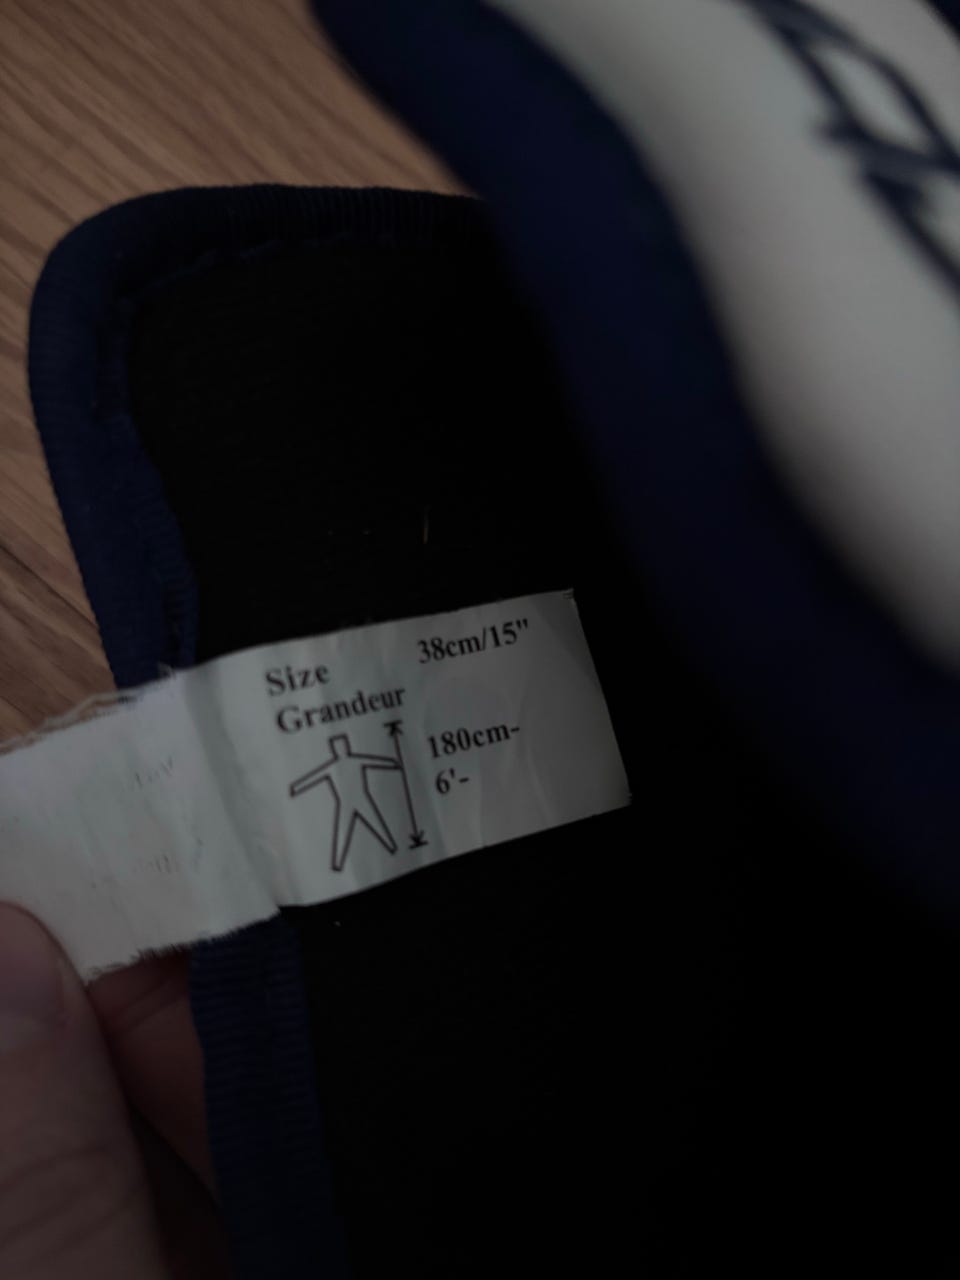 Size 38cm/15"
Grandeur
180cm-
6'-